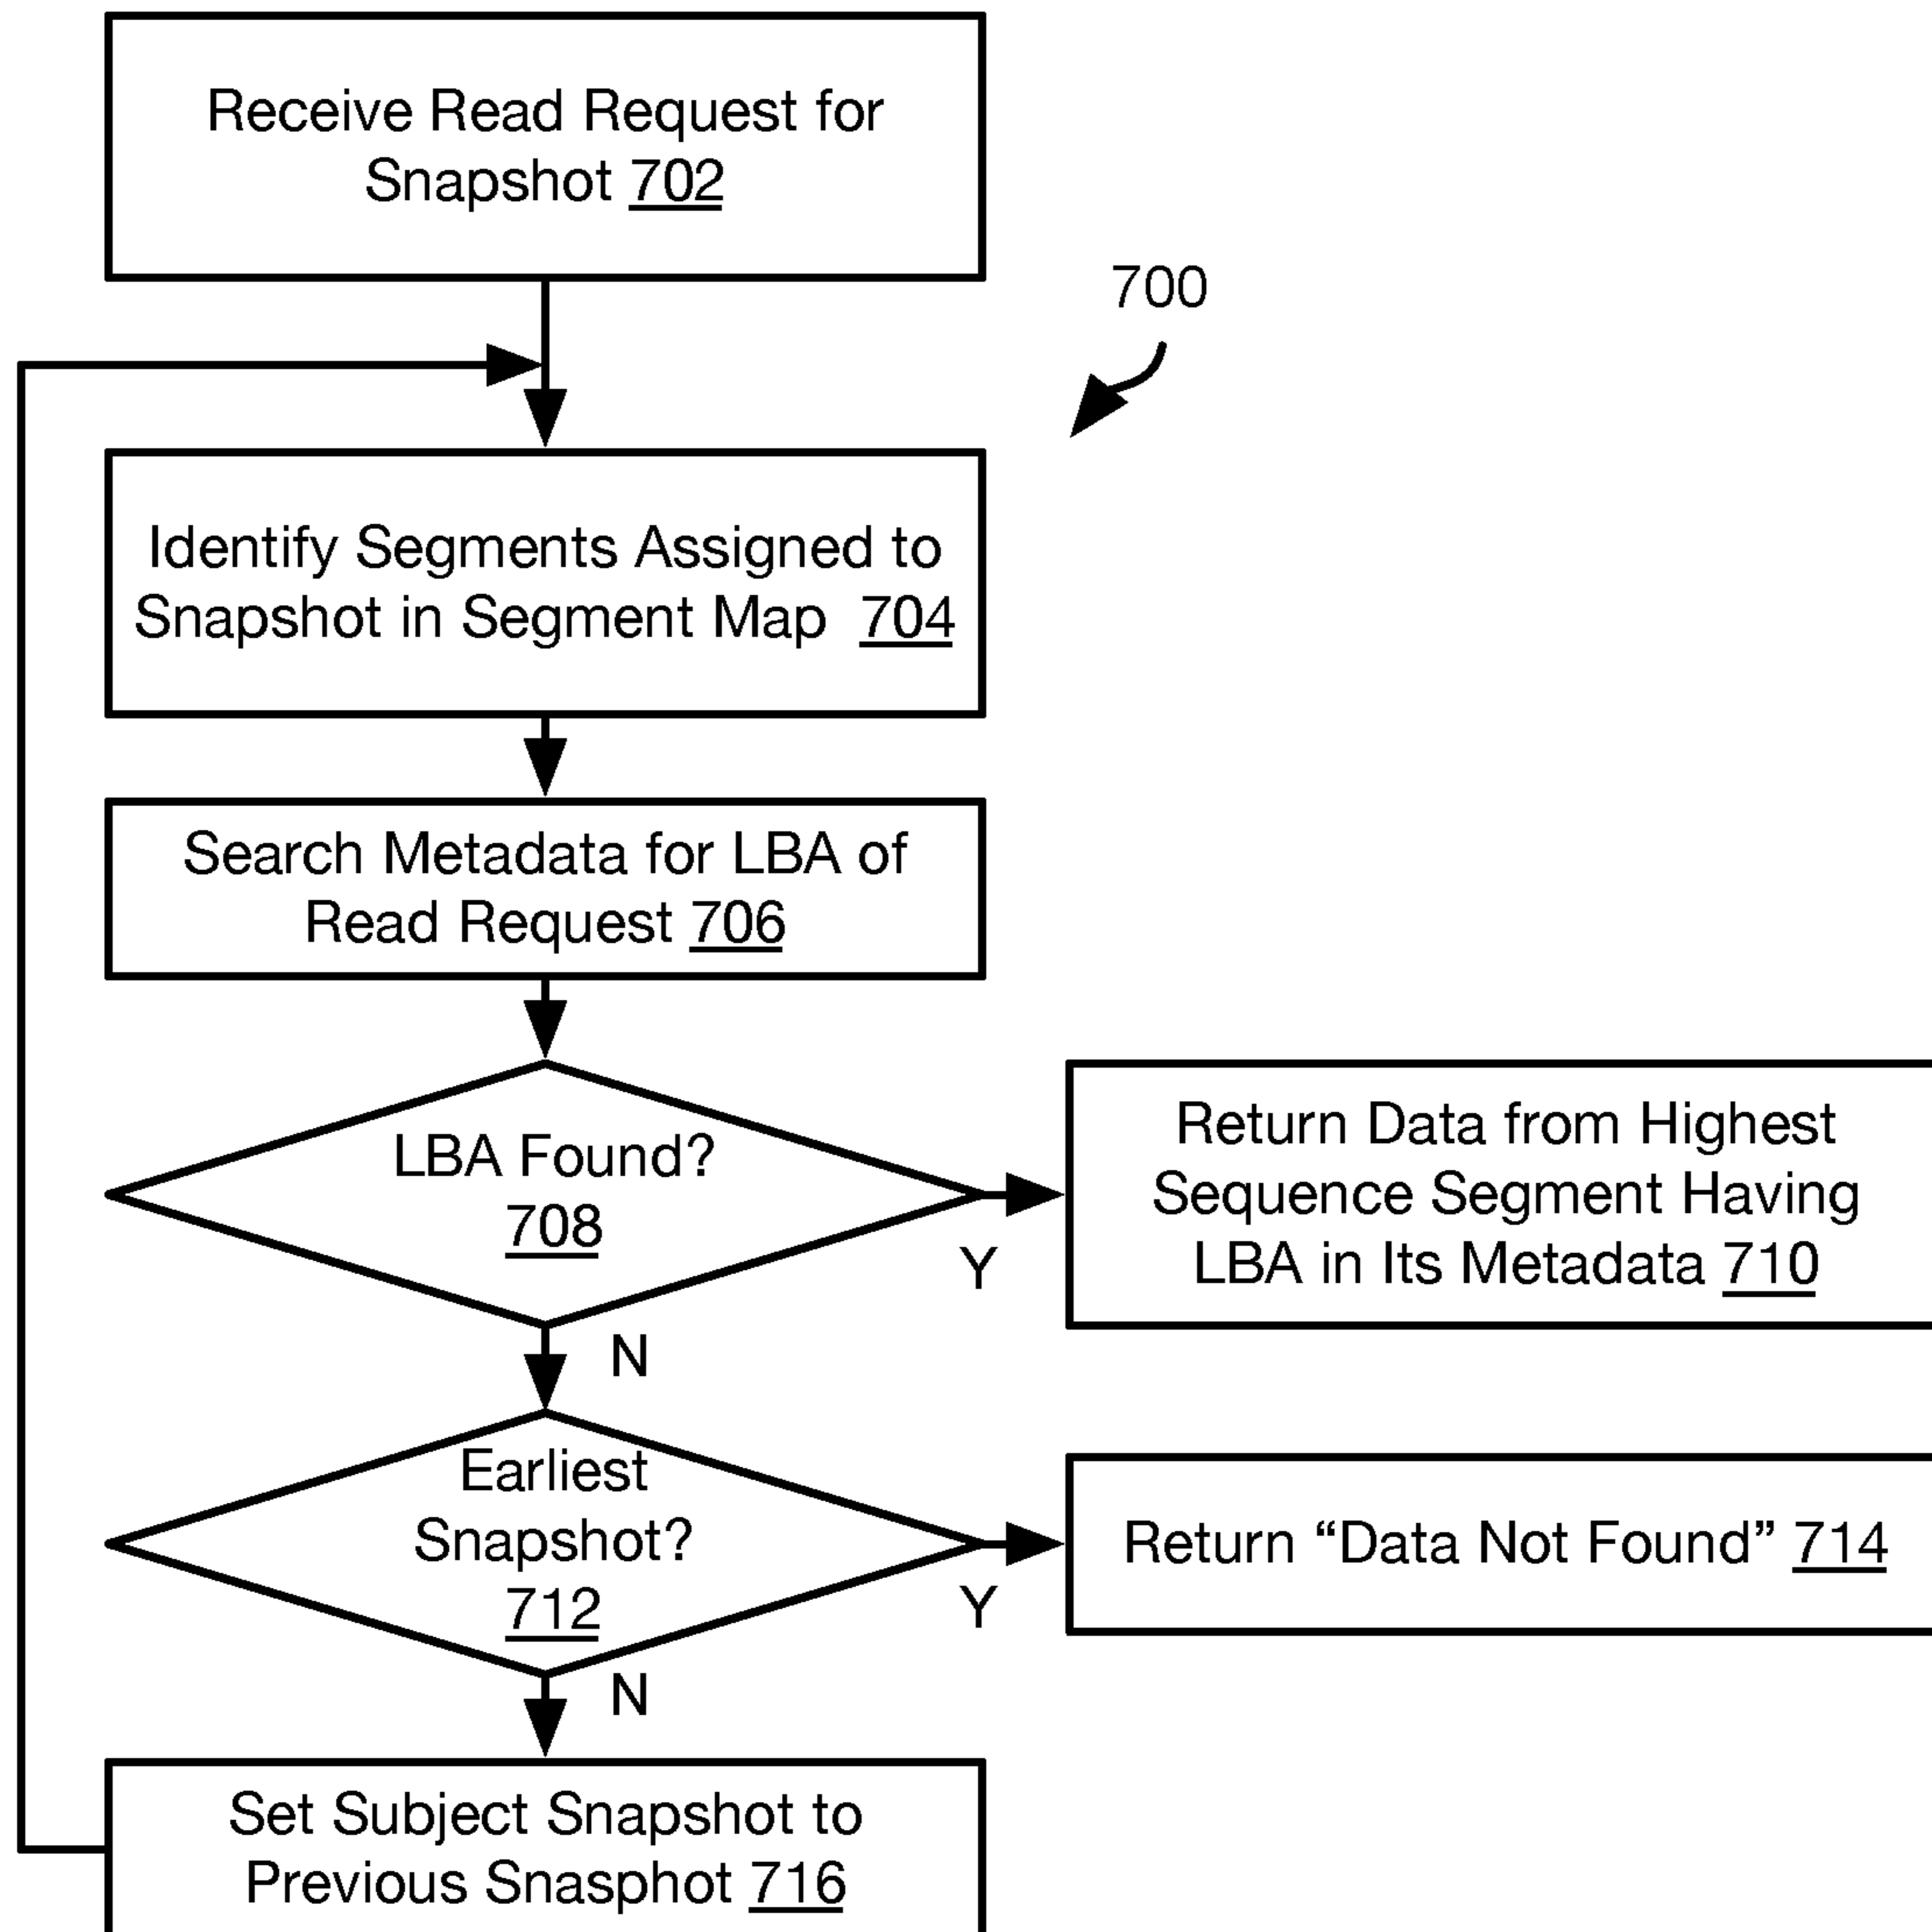 Receive Read Request for
Snapshot 702
700
Identify Segments Assigned to
Snapshot in Segment Map 704
Search Metadata for LBA of
Read Request 706
LBA Found?
708
Y
N
Return Data from Highest
Sequence Segment Having
LBA in Its Metadata 710
Earliest
Snapshot?
712
Y
N
Return “Data Not Found” 714
Set Subject Snapshot to
Previous Snasphot 716